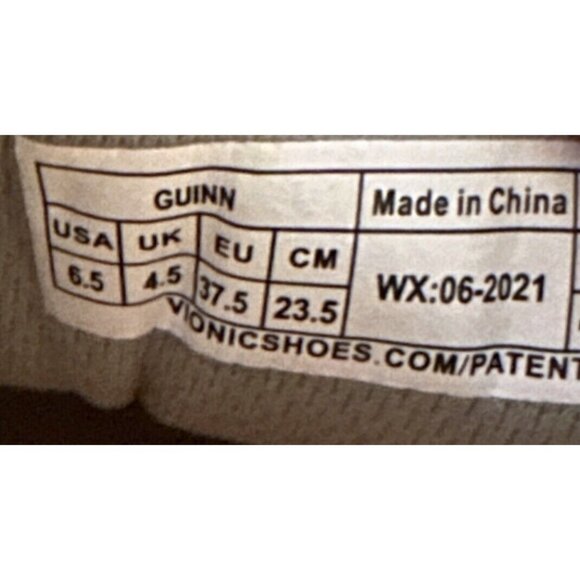 GUINN Made in China
USA UK EU CM
6.5 4.5 37.5 23.5 WX:06-2021
VIONICSHOES.COM/PATENT